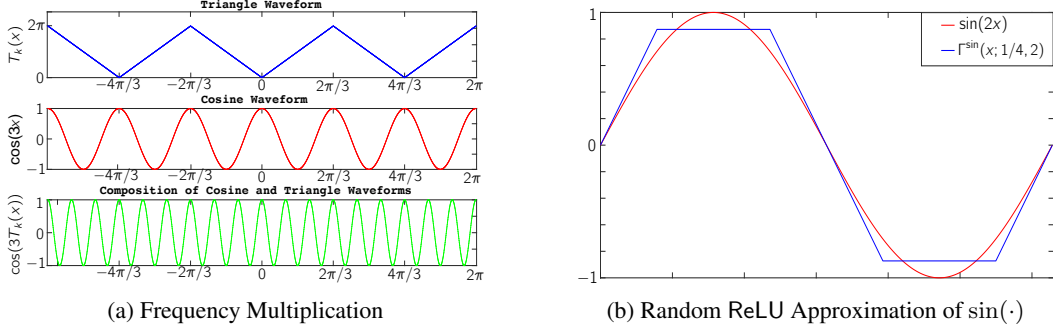 Triangle Waveform
2π
T_k(x)
0
−4π/3 −2π/3 0 2π/3 4π/3 2π
Cosine Waveform
1
cos(3x)
0
−1
−4π/3 −2π/3 0 2π/3 4π/3 2π
Composition of Cosine and Triangle Waveforms
1
cos(3T_k(x))
0
−1
−4π/3 −2π/3 0 2π/3 4π/3 2π
(a) Frequency Multiplication
1
sin(2x)
Γ^sin(x; 1/4, 2)
0
−1
(b) Random ReLU Approximation of sin(·)